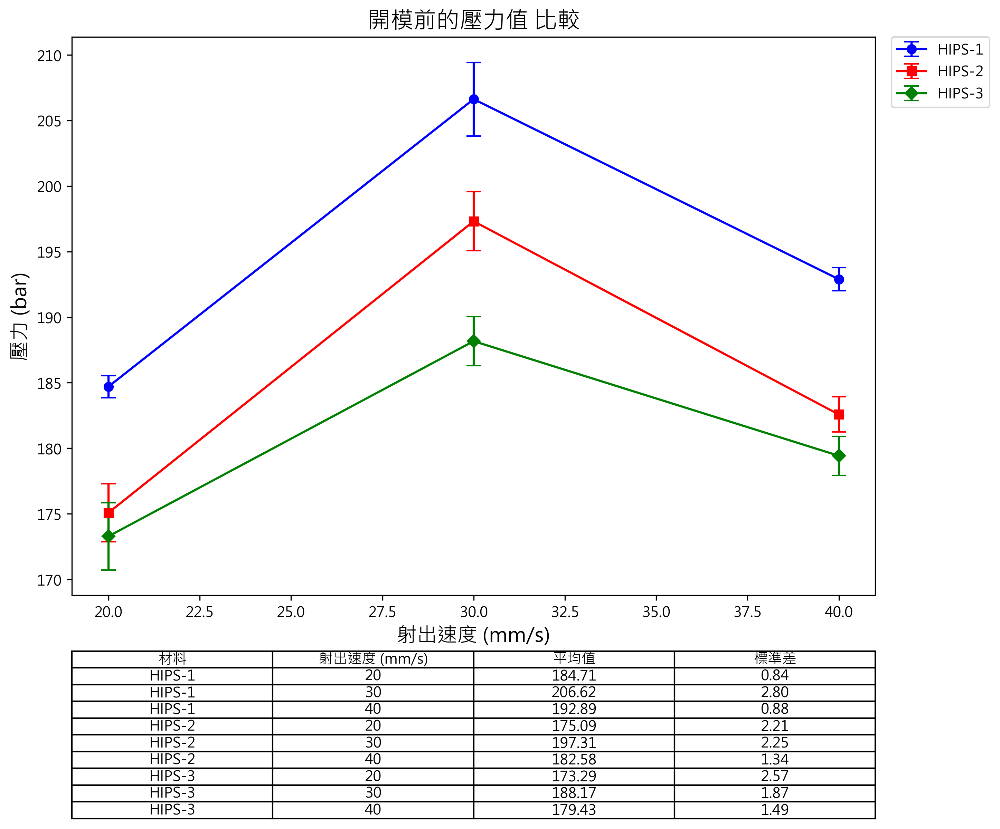 開模前的壓力值 比較
HIPS-1
HIPS-2
HIPS-3
210
205
200
195
190
185
180
175
170
壓力 (bar)
20.0 22.5 25.0 27.5 30.0 32.5 35.0 37.5 40.0
射出速度 (mm/s)
材料 射出速度 (mm/s) 平均值 標準差
HIPS-1 20 184.71 0.84
HIPS-1 30 206.62 2.80
HIPS-1 40 192.89 0.88
HIPS-2 20 175.09 2.21
HIPS-2 30 197.31 2.25
HIPS-2 40 182.58 1.34
HIPS-3 20 173.29 2.57
HIPS-3 30 188.17 1.87
HIPS-3 40 179.43 1.49